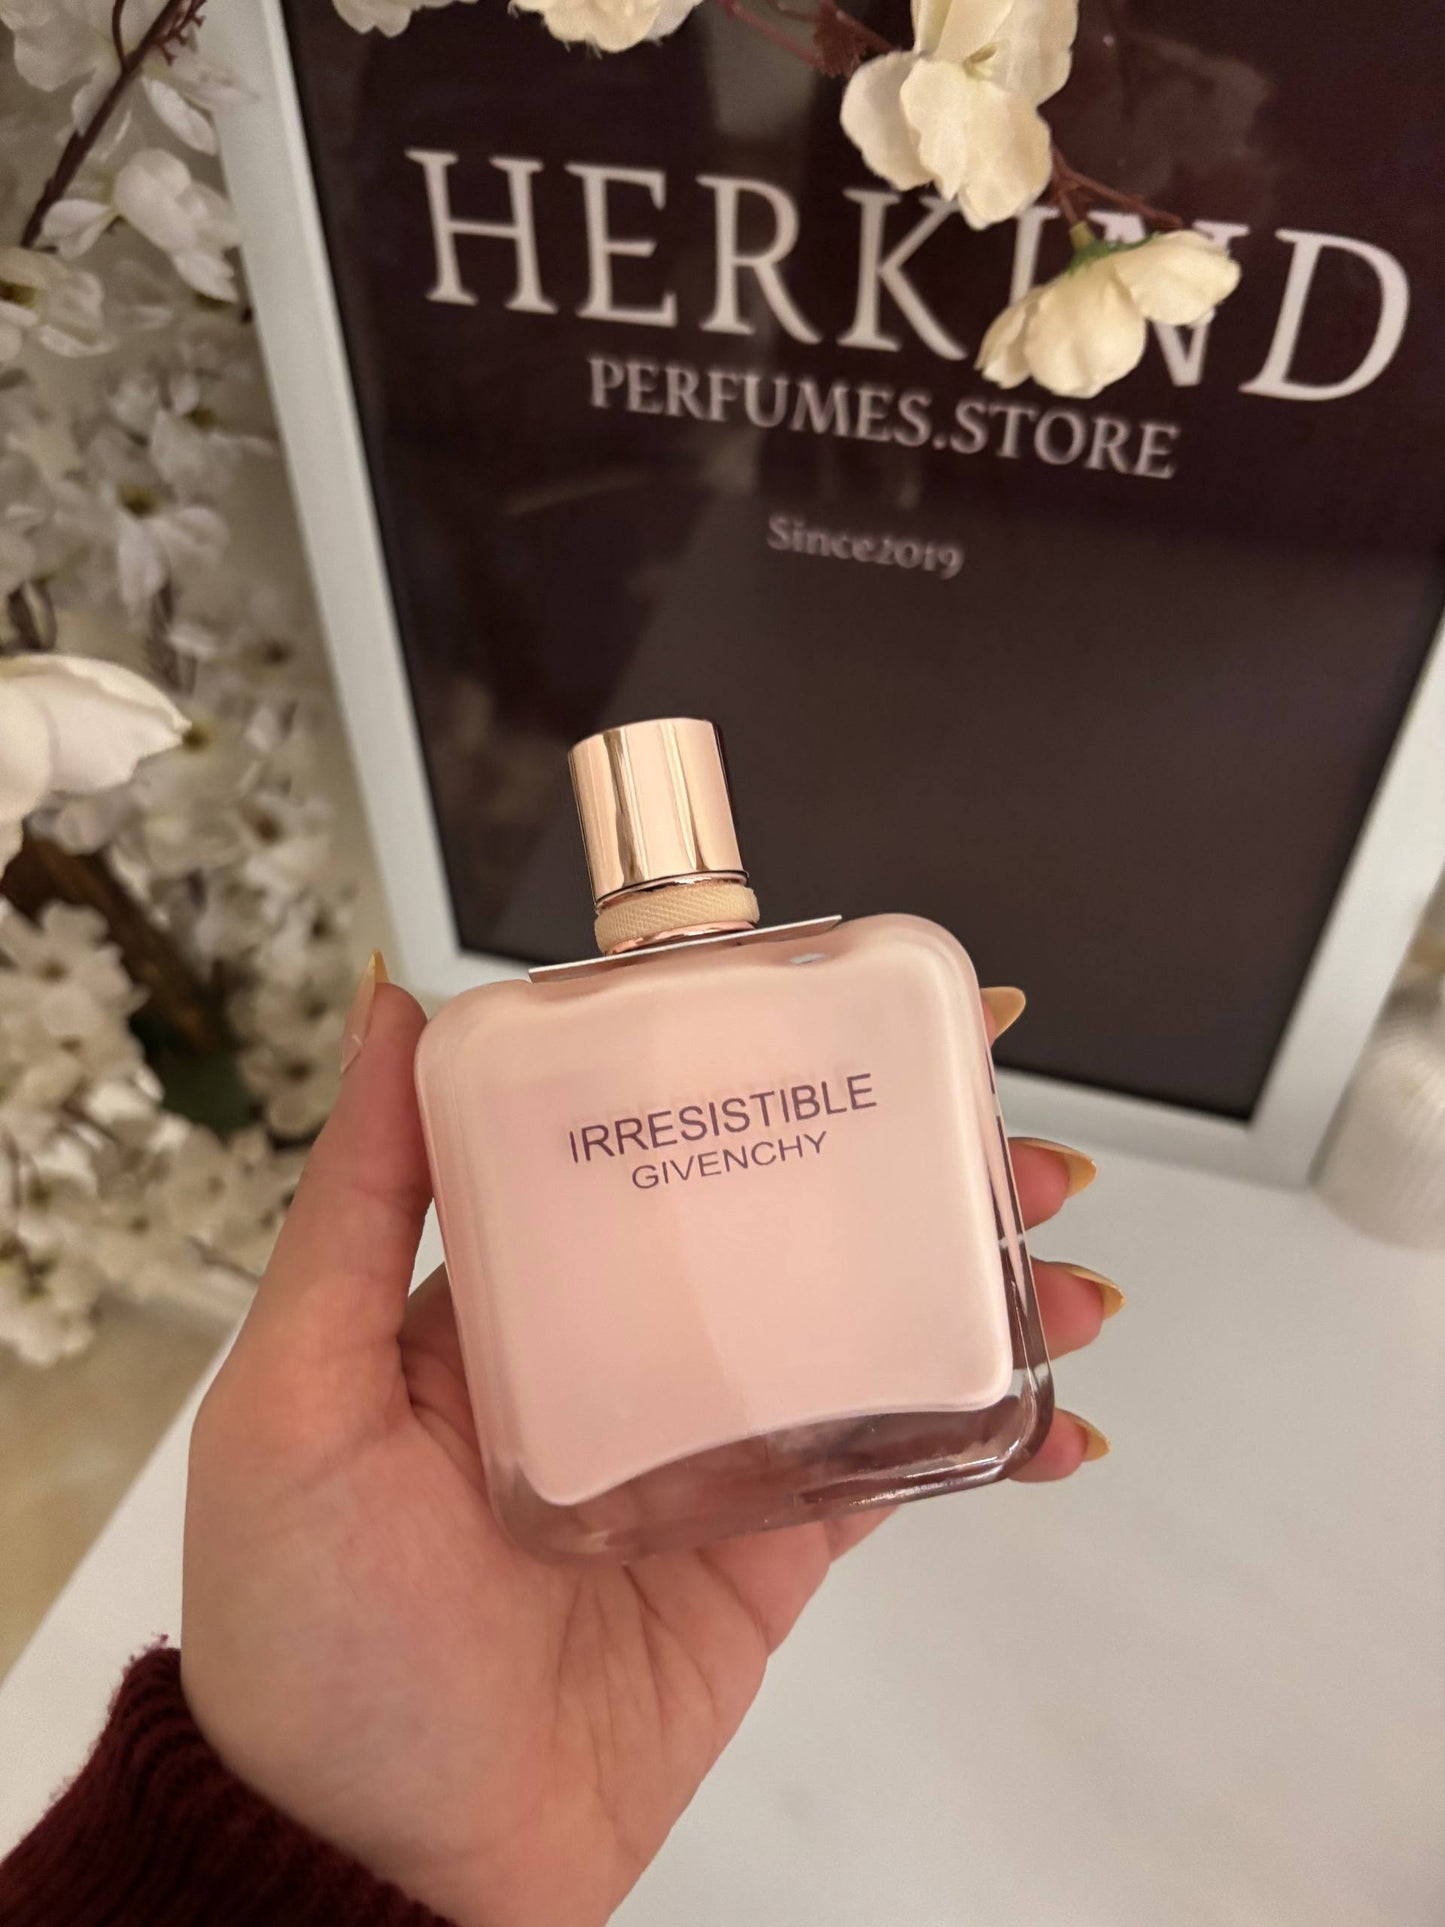 HERKIND
PERFUMES.STORE
Since2019
IRRESISTIBLE
GIVENCHY